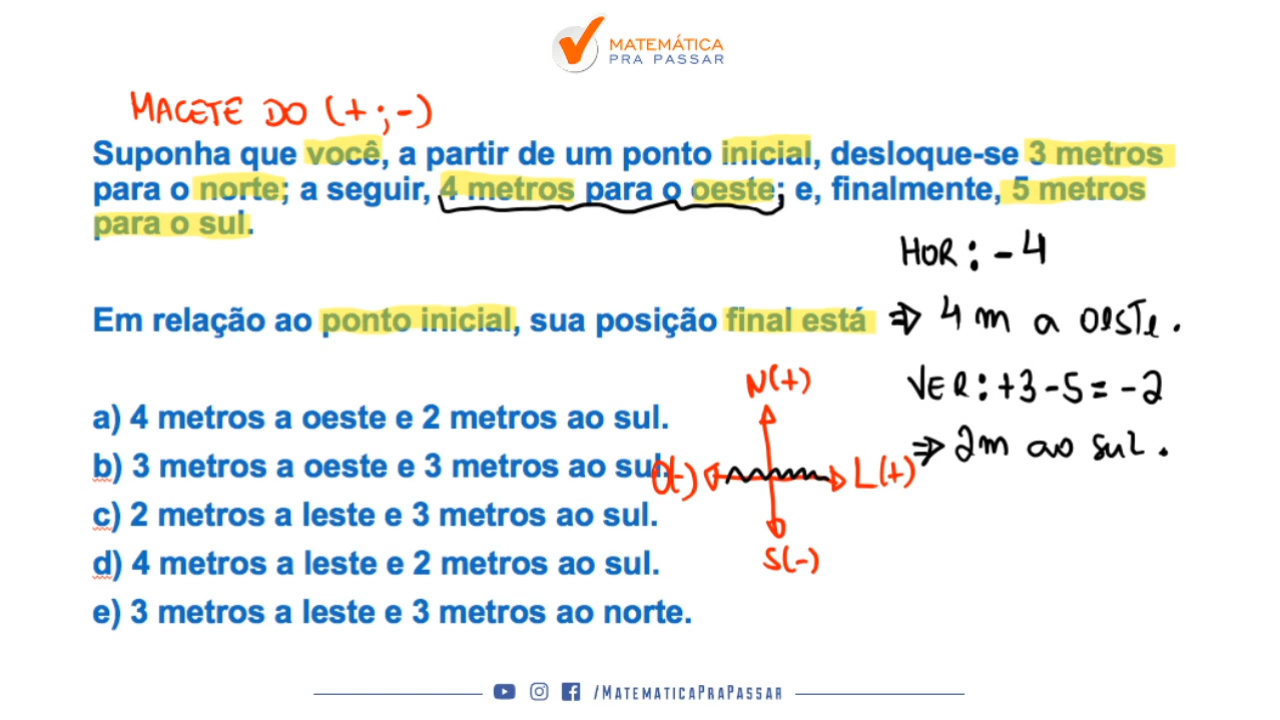 MATEMÁTICA
PRA PASSAR
MACETE DO (+;-)
Suponha que você, a partir de um ponto inicial, desloque-se 3 metros
para o norte; a seguir, 4 metros para o oeste; e, finalmente, 5 metros
para o sul.
HOR: -4
Em relação ao ponto inicial, sua posição final está
⇒ 4 m a oeste.
VER: +3-5 = -2
⇒ 2m ao sul.
a) 4 metros a oeste e 2 metros ao sul.
b) 3 metros a oeste e 3 metros ao sul.
c) 2 metros a leste e 3 metros ao sul.
d) 4 metros a leste e 2 metros ao sul.
e) 3 metros a leste e 3 metros ao norte.
N(+)
O(-)
L(+)
S(-)
/MatematicaPraPassar